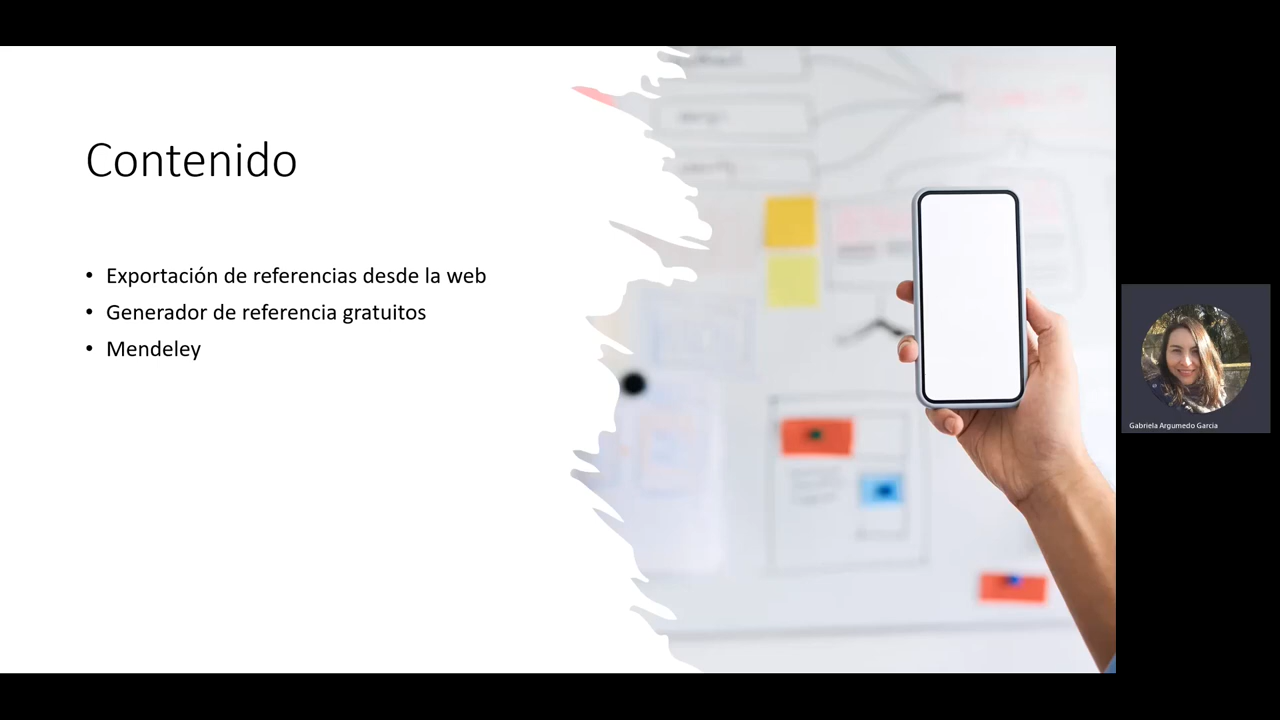 Contenido
• Exportación de referencias desde la web
• Generador de referencia gratuitos
• Mendeley
Gabriela Argumedo Garcia